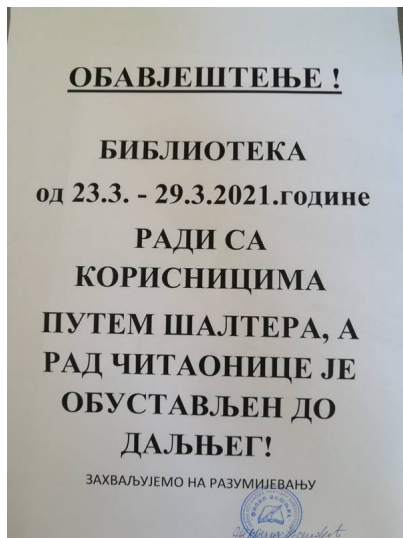 ОБАВЈЕШТЕЊЕ !
БИБЛИОТЕКА
од 23.3. - 29.3.2021.године
РАДИ СА
КОРИСНИЦИМА
ПУТЕМ ШАЛТЕРА, А
РАД ЧИТАОНИЦЕ ЈЕ
ОБУСТАВЉЕН ДО
ДАЉЊЕГ!
ЗАХВАЉУЈЕМО НА РАЗУМИЈЕВАЊУ